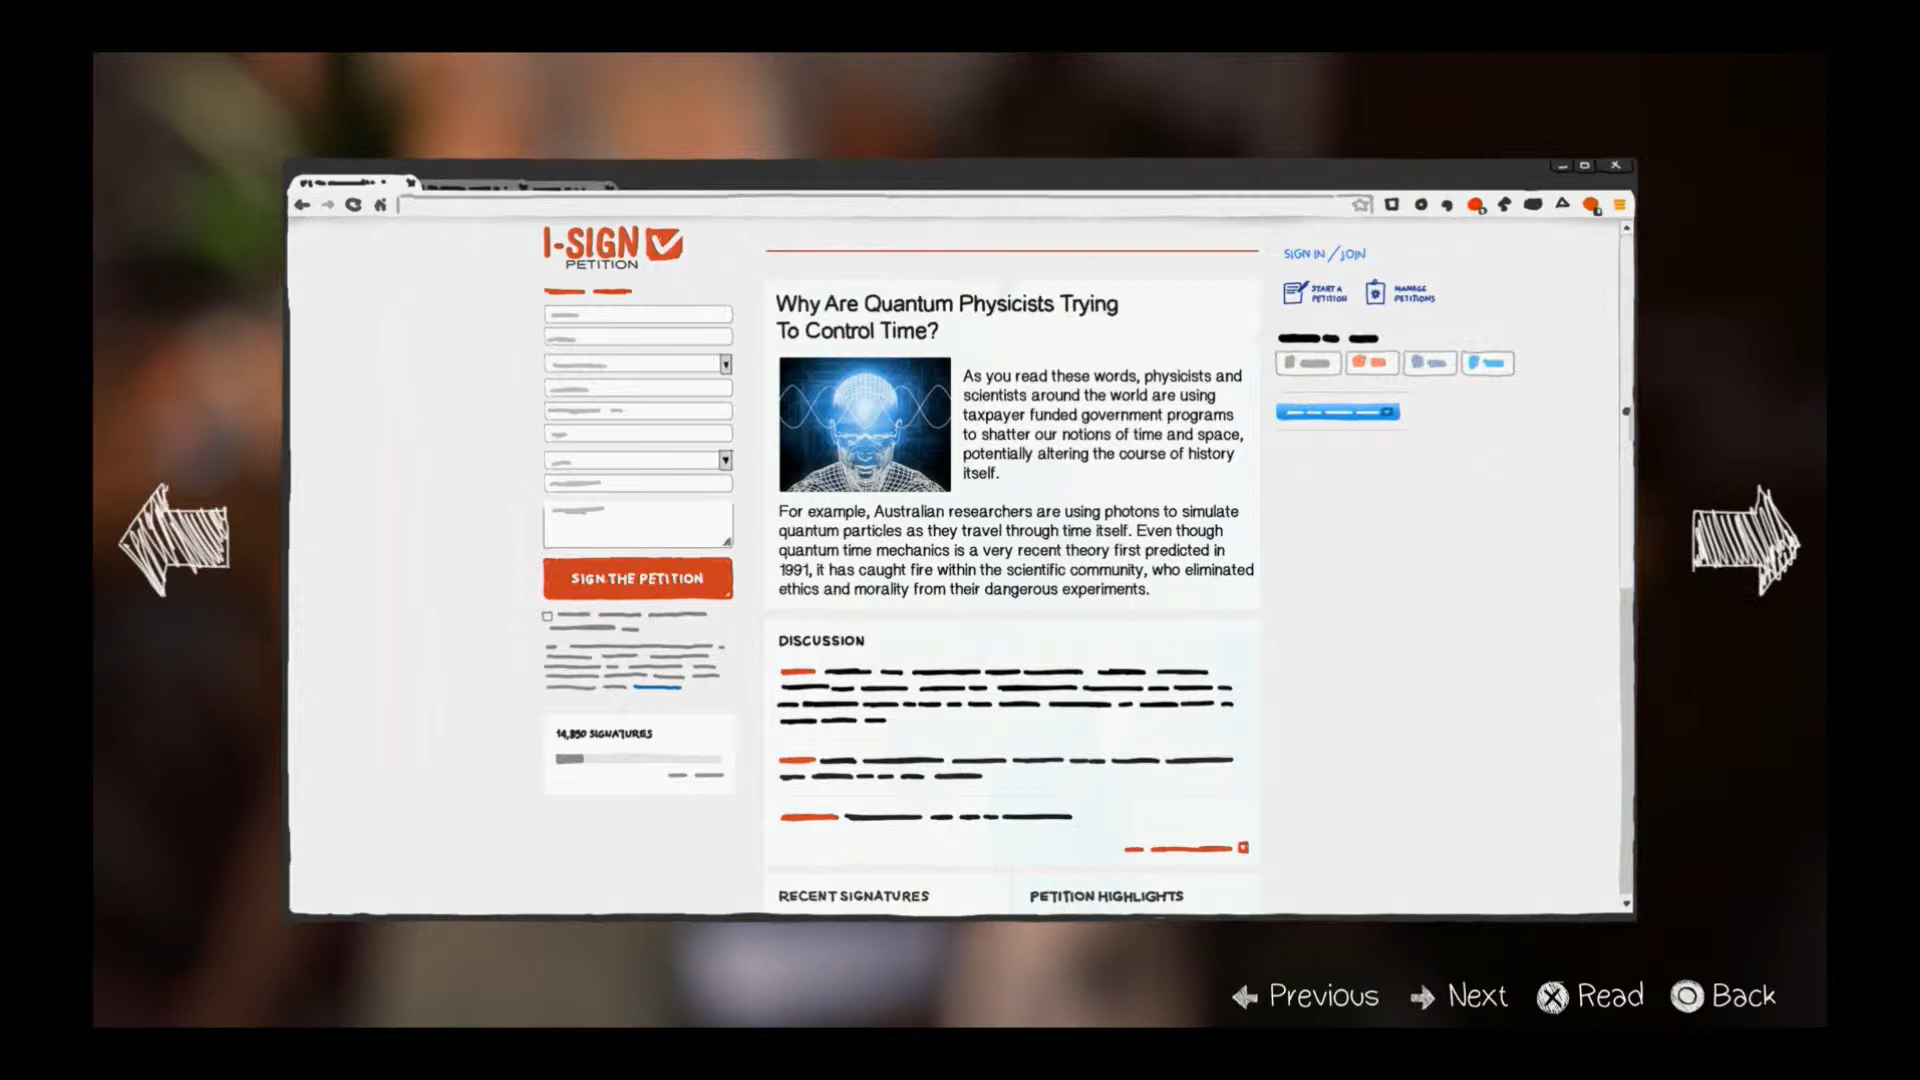 I-SIGN
PETITION
SIGN IN / JOIN
START A
PETITION
MANAGE
PETITIONS
Why Are Quantum Physicists Trying
To Control Time?
As you read these words, physicists and
scientists around the world are using
taxpayer funded government programs
to shatter our notions of time and space,
potentially altering the course of history
itself.
For example, Australian researchers are using photons to simulate
quantum particles as they travel through time itself. Even though
quantum time mechanics is a very recent theory first predicted in
1991, it has caught fire within the scientific community, who eliminated
ethics and morality from their dangerous experiments.
SIGN THE PETITION
14,890 SIGNATURES
DISCUSSION
RECENT SIGNATURES
PETITION HIGHLIGHTS
Previous
Next
Read
Back